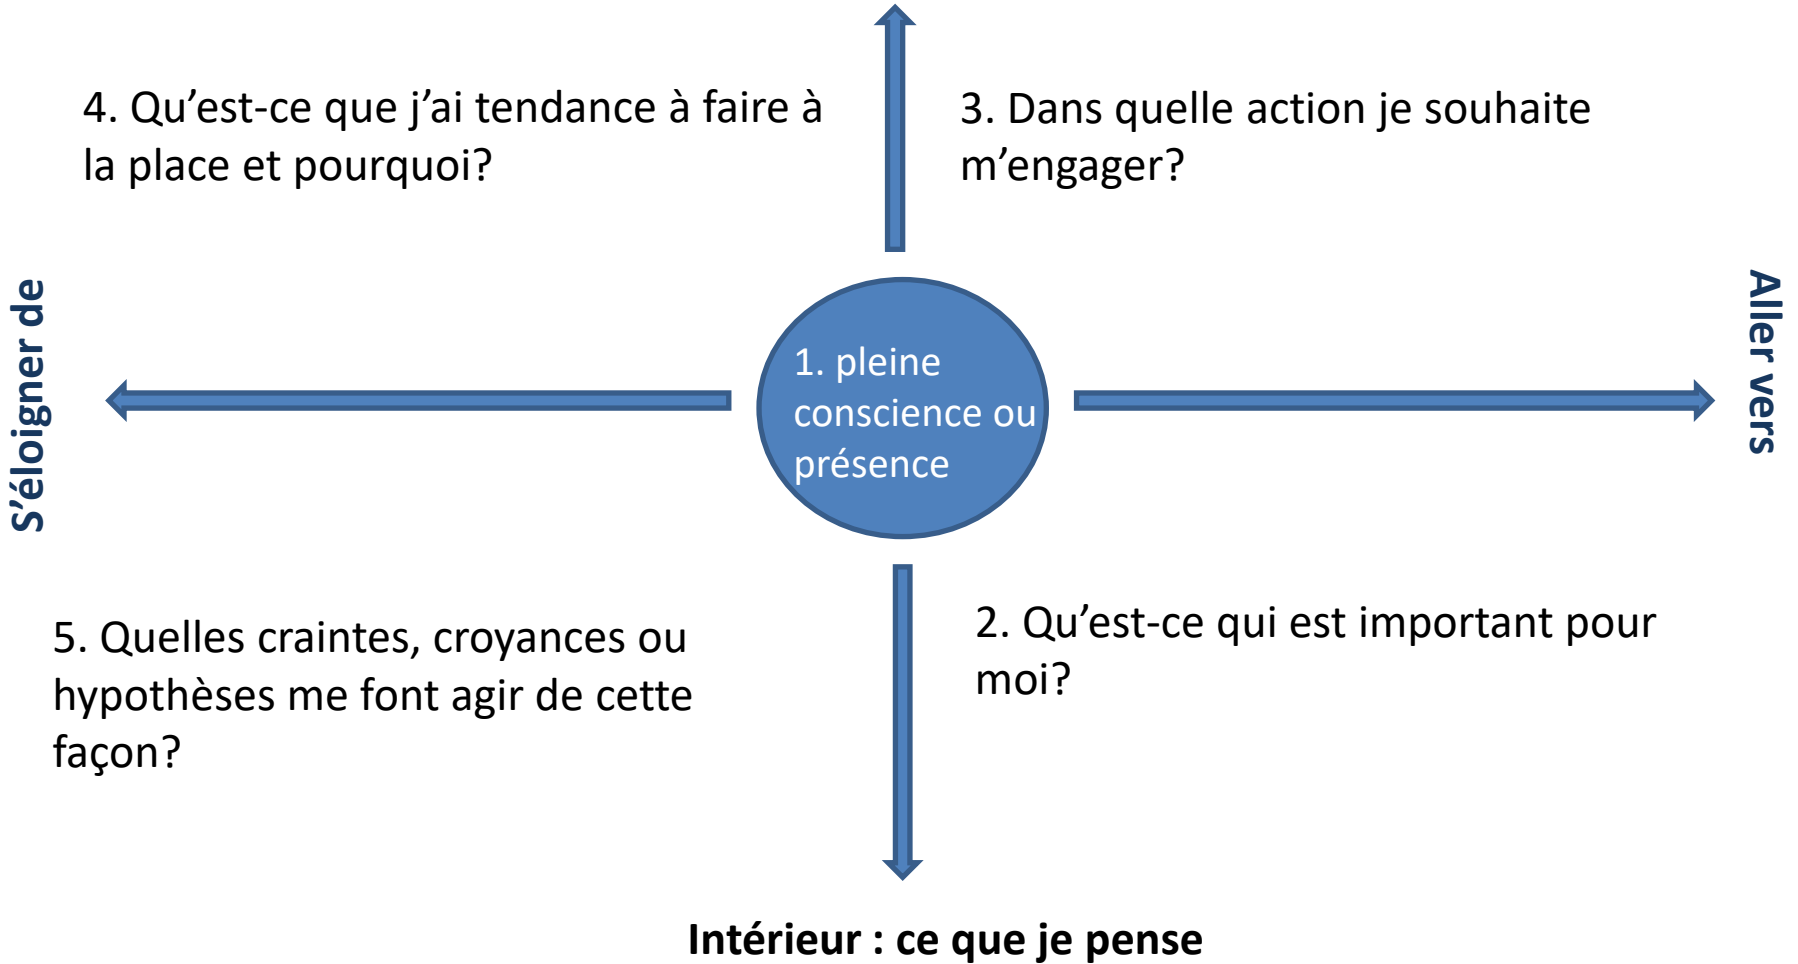 4. Qu’est-ce que j’ai tendance à faire à
la place et pourquoi?
3. Dans quelle action je souhaite
m’engager?
S’éloigner de
1. pleine
conscience ou
présence
Aller vers
5. Quelles craintes, croyances ou
hypothèses me font agir de cette
façon?
2. Qu’est-ce qui est important pour
moi?
Intérieur : ce que je pense